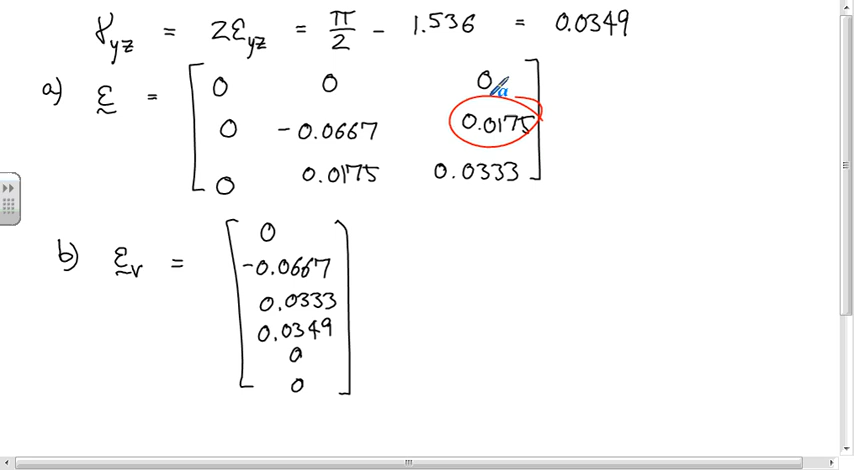 γyz = 2εyz = π/2 - 1.536 = 0.0349
a) ε = [ 0 0 0
0 -0.0667 0.0175
0 0.0175 0.0333 ]
b) εv = [ 0
-0.0667
0.0333
0.0349
0
0 ]